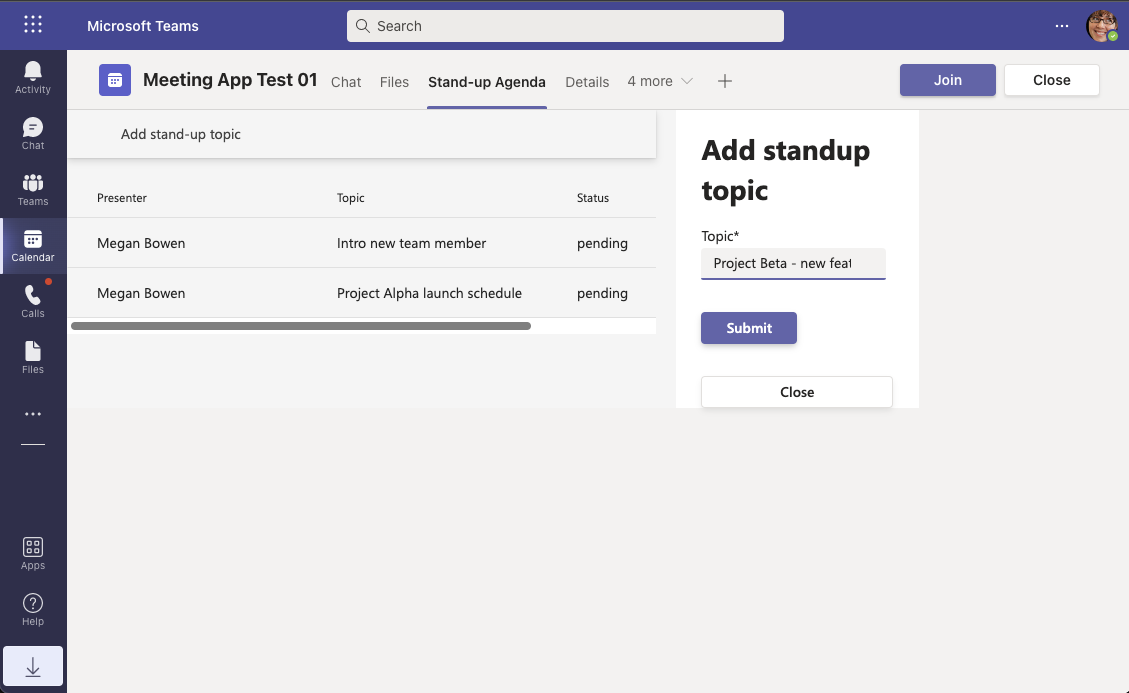 Microsoft Teams
Search
Activity
Chat
Teams
Calendar
Calls
Files
Apps
Help
Meeting App Test 01 Chat Files Stand-up Agenda Details 4 more
Join Close
Add stand-up topic
Presenter Topic Status
Megan Bowen Intro new team member pending
Megan Bowen Project Alpha launch schedule pending
Add standup
topic
Topic*
Project Beta - new
Submit
Close